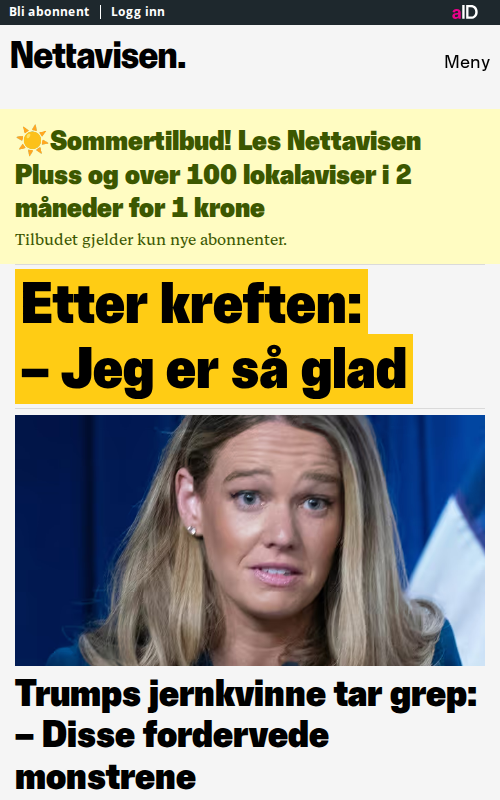 Bli abonnent
Logg inn
aID
Nettavisen.
Meny
☀️Sommertilbud! Les Nettavisen
Pluss og over 100 lokalaviser i 2
måneder for 1 krone
Tilbudet gjelder kun nye abonnenter.
Etter kreften:
– Jeg er så glad
Trumps jernkvinne tar grep:
– Disse fordervede
monstrene